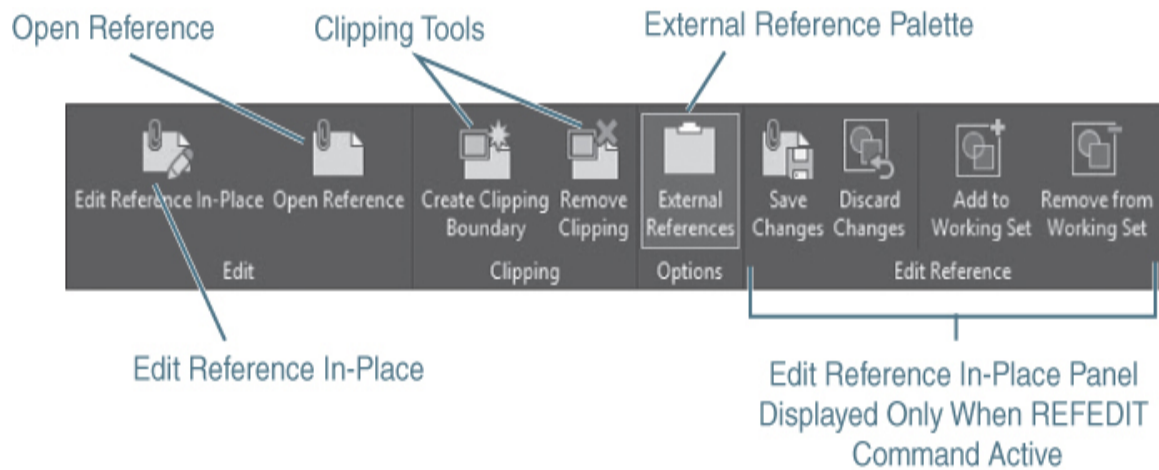 Open Reference
Clipping Tools
External Reference Palette
Edit Reference In-Place
Open Reference
Create Clipping
Boundary
Remove
Clipping
External
References
Save
Changes
Discard
Changes
Add to
Working Set
Remove from
Working Set
Edit
Clipping
Options
Edit Reference
Edit Reference In-Place
Edit Reference In-Place Panel
Displayed Only When REFEDIT
Command Active